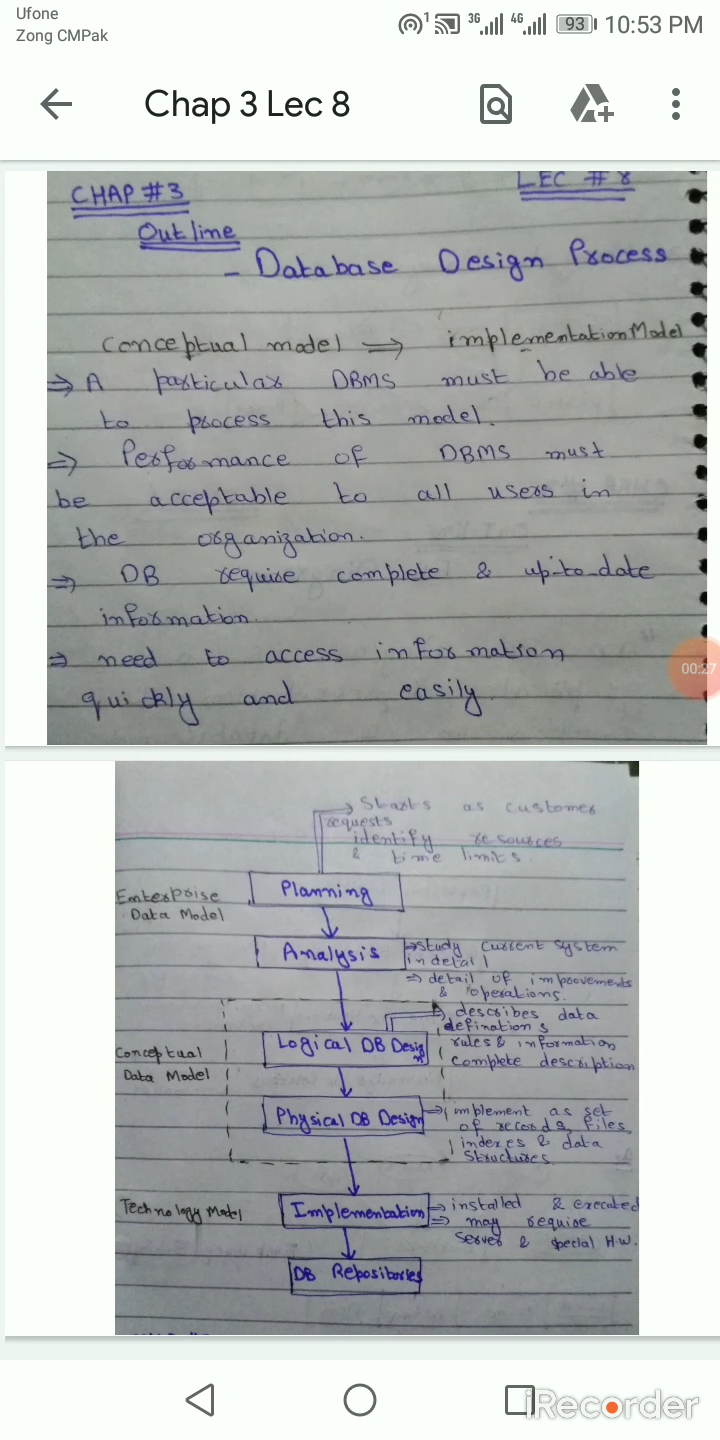 Ufone
Zong CMPak
1 3G 4G 93 10:53 PM
Chap 3 Lec 8
CHAP #3
LEC # 8
Outline
- Database Design Process
Conceptual model ⇒ implementation Model
⇒ A particular DBMS must be able
to process this model.
⇒ Performance of DBMS must
be acceptable to all users in
the organization.
⇒ DB require complete & up-to-date
information.
⇒ need to access information
quickly and easily.
00:27
→ Starts as customer
requests
identify resources
& time limits.
Enterprise
Data Model
Planning
Analysis
⇒ study current system
in detail
⇒ detail of improvements
& operations.
Conceptual
Data Model
Logical DB Design
describes data
definations
rules & information
complete description
Physical DB Design
⇒ implement as set
of records, files,
indexes & data
structures.
Technology Model
Implementation
⇒ installed & executed
⇒ may require
server & special H.W.
DB Repositories
iRecorder